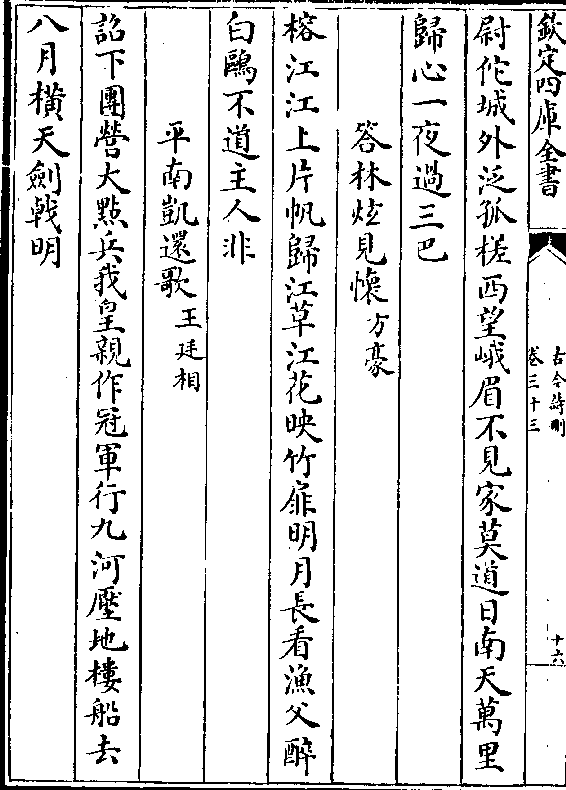 欽定四庫全書
古今詩刪
卷三十三
十六
尉佗城外泛孤槎西望峨眉不見家莫道日南天萬里
歸心一夜過三巴
答林炫見懷方豪
榕江江上片帆歸江草江花映竹扉明月長看漁父醉
白鷗不道主人非
平南凱還歌王廷相
詔下團營大點兵我皇親作冠軍行九河壓地樓船去
八月橫天劍戟明